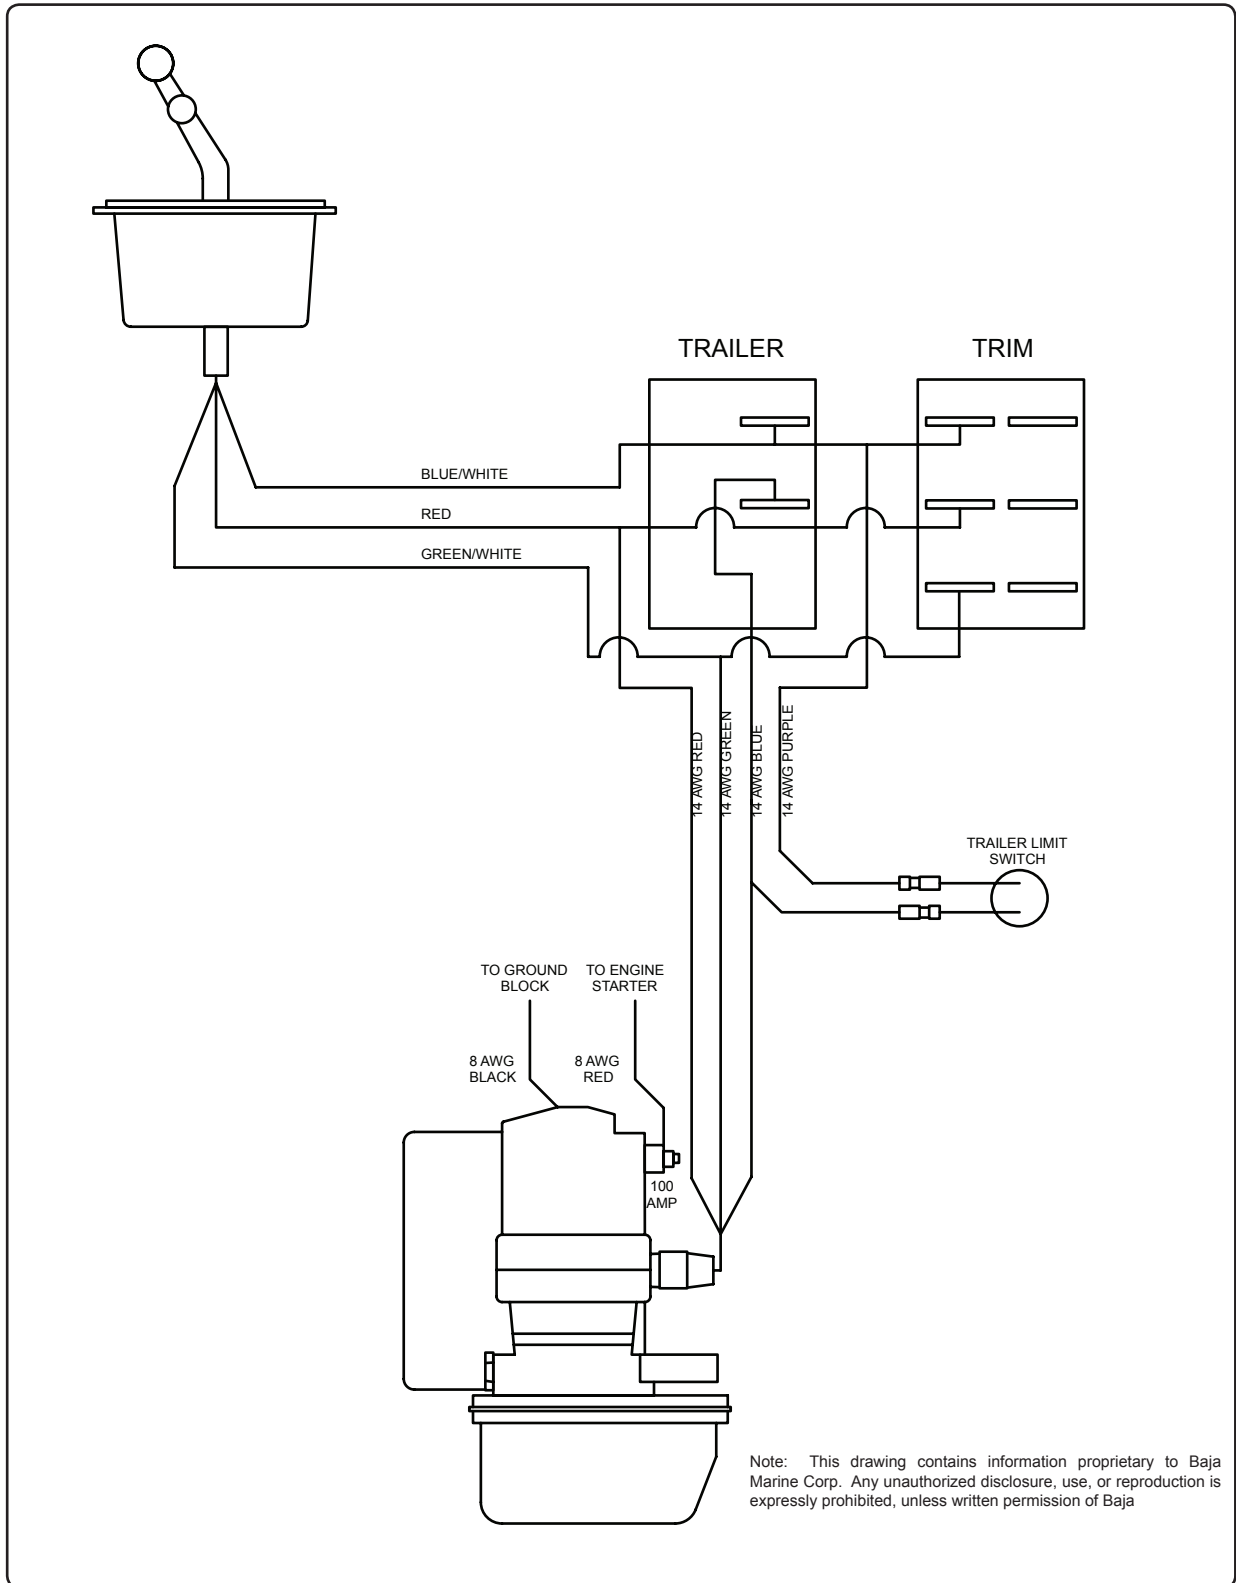 TRAILER
TRIM
BLUE/WHITE
RED
GREEN/WHITE
14 AWG RED
14 AWG GREEN
14 AWG BLUE
14 AWG PURPLE
TRAILER LIMIT
SWITCH
TO GROUND
BLOCK
TO ENGINE
STARTER
8 AWG
BLACK
8 AWG
RED
100
AMP
Note: This drawing contains information proprietary to Baja
Marine Corp. Any unauthorized disclosure, use, or reproduction is
expressly prohibited, unless written permission of Baja